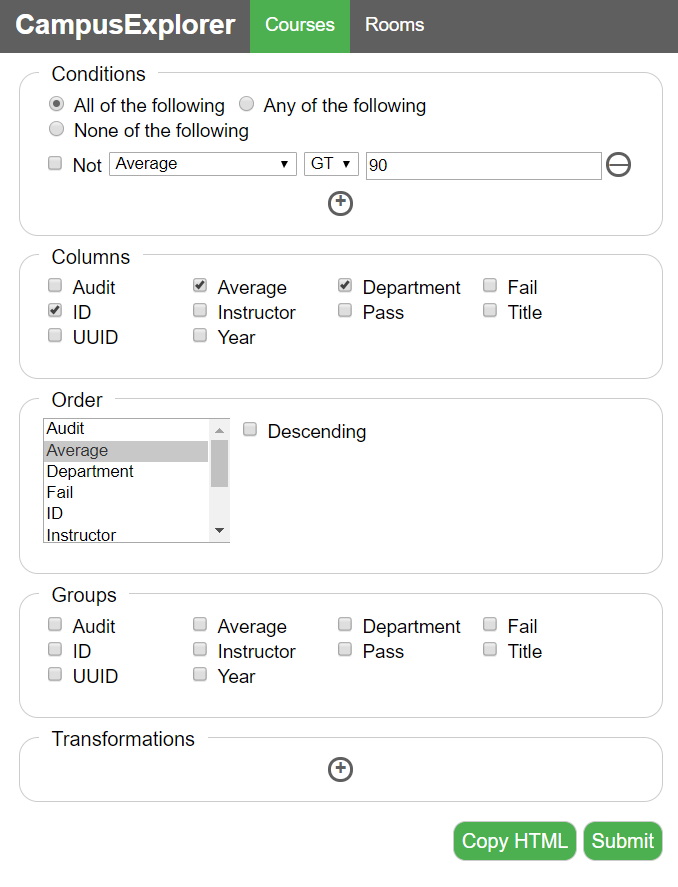 CampusExplorer Courses Rooms
Conditions
All of the following Any of the following
None of the following
Not Average GT 90
Columns
Audit Average Department Fail
ID Instructor Pass Title
UUID Year
Order
Audit
Average
Department
Fail
ID
Instructor
Descending
Groups
Audit Average Department Fail
ID Instructor Pass Title
UUID Year
Transformations
Copy HTML Submit